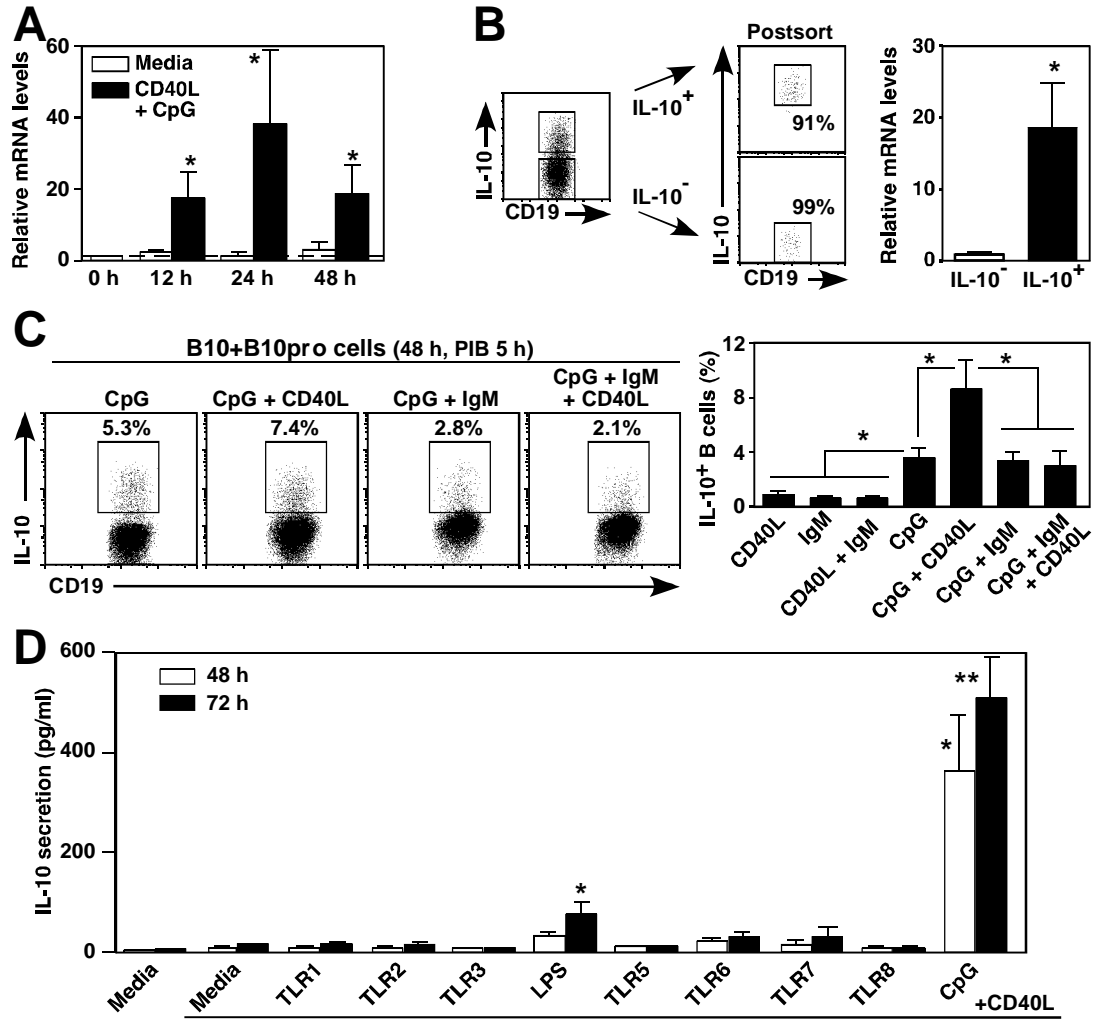 A
Relative mRNA levels
60
40
20
0
Media
CD40L
+ CpG
*
*
*
0 h
12 h
24 h
48 h
B
IL-10
CD19
IL-10+
IL-10-
Postsort
91%
99%
IL-10
CD19
Relative mRNA levels
30
20
10
0
*
IL-10-
IL-10+
C
B10+B10pro cells (48 h, PIB 5 h)
CpG
CpG + CD40L
CpG + IgM
CpG + IgM
+ CD40L
5.3%
7.4%
2.8%
2.1%
IL-10
CD19
IL-10+ B cells (%)
12
8
4
0
*
*
*
CD40L
IgM
CD40L + IgM
CpG
CpG + CD40L
CpG + IgM
CpG + IgM
+ CD40L
D
IL-10 secretion (pg/ml)
600
400
200
0
48 h
72 h
*
*
**
Media
Media
TLR1
TLR2
TLR3
LPS
TLR5
TLR6
TLR7
TLR8
CpG
+CD40L